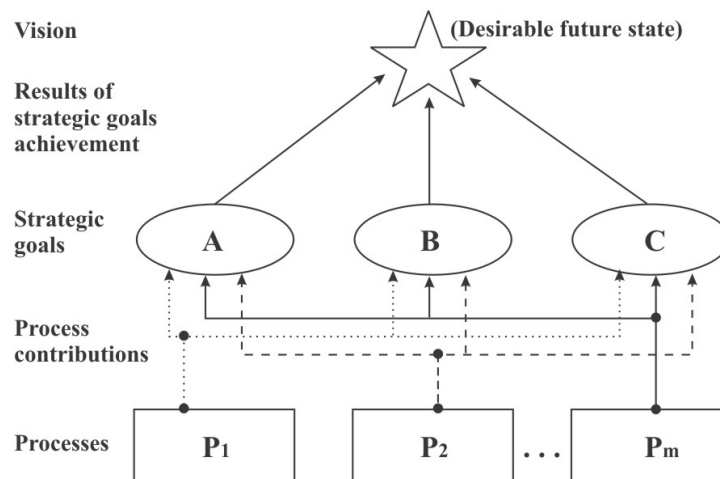 Vision
(Desirable future state)
Results of
strategic goals
achievement
Strategic
goals
A
B
C
Process
contributions
Processes
P1
P2
...
Pm